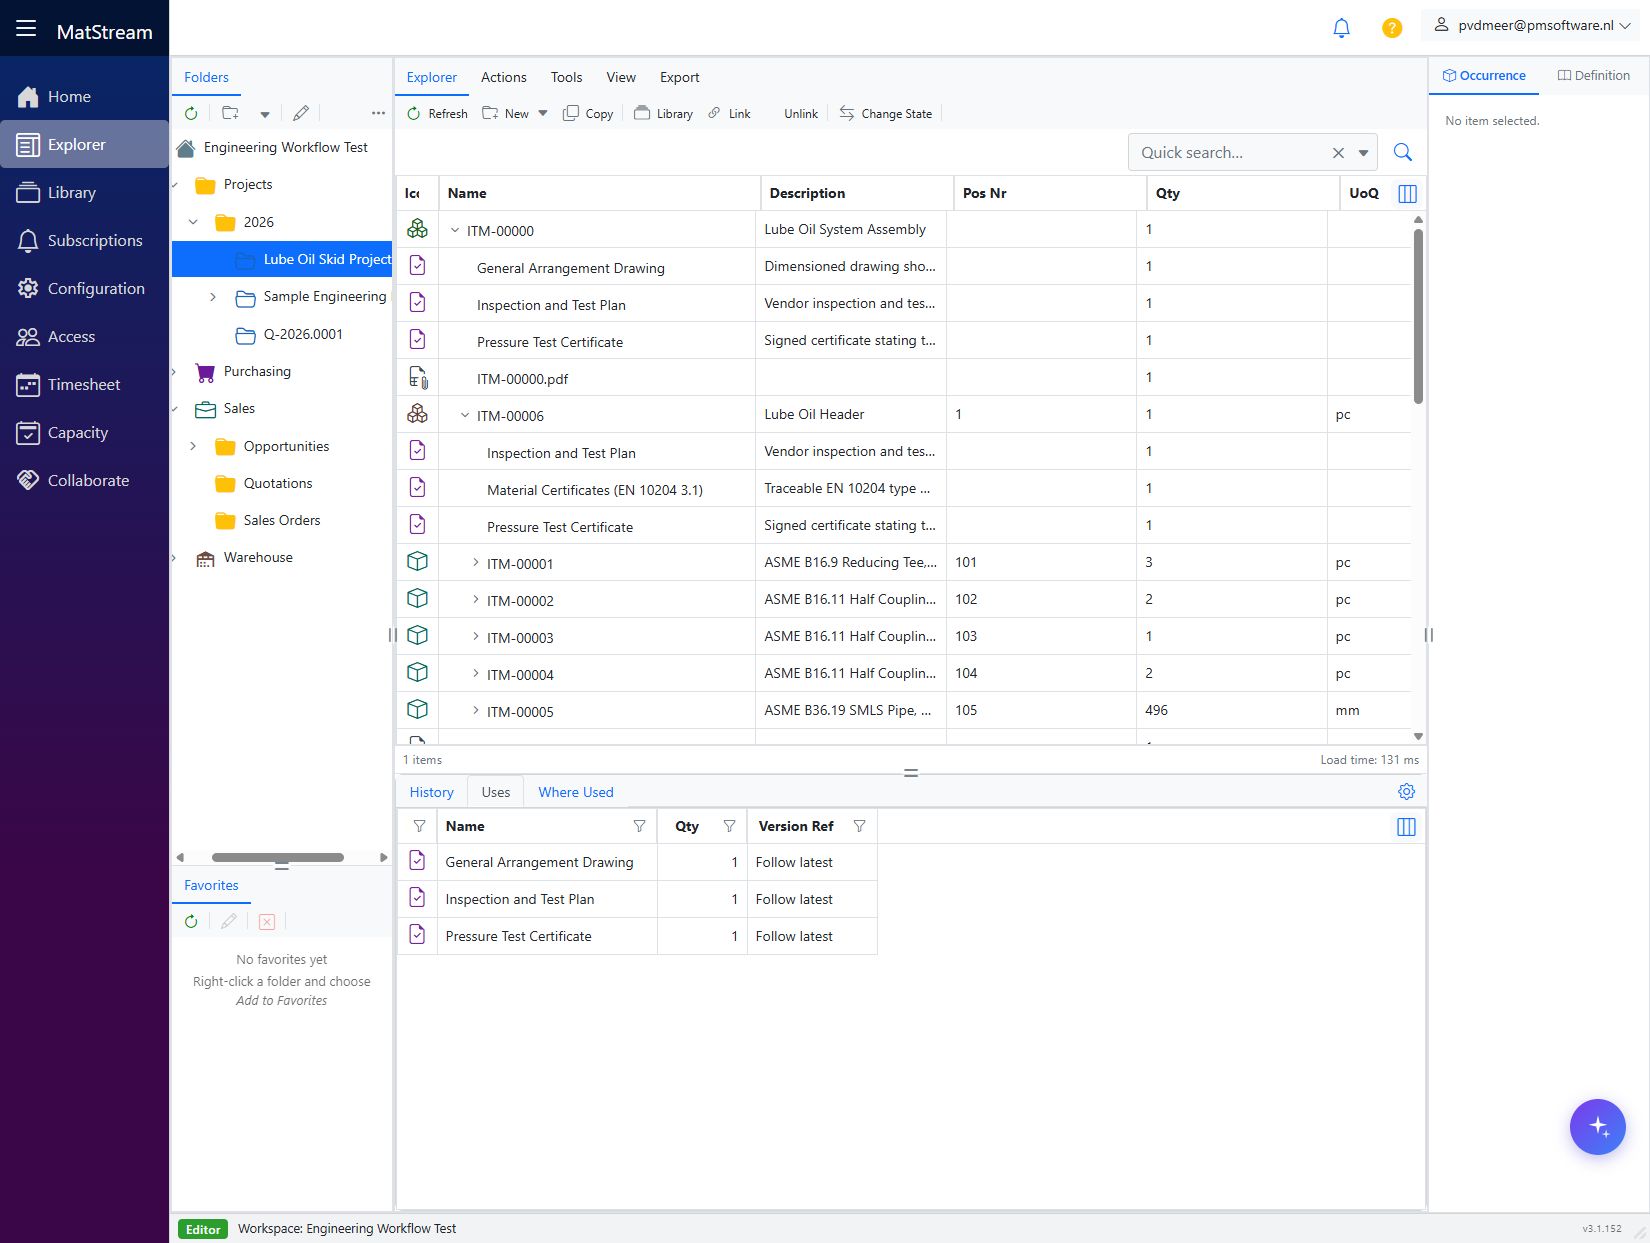 MatStream
?
pvdmeer@pmsoftware.nl
Home
Explorer
Library
Subscriptions
Configuration
Access
Timesheet
Capacity
Collaborate
Folders
Engineering Workflow Test
Projects
2026
Lube Oil Skid Project
Sample Engineering
Q-2026.0001
Purchasing
Sales
Opportunities
Quotations
Sales Orders
Warehouse
Favorites
No favorites yet
Right-click a folder and choose
Add to Favorites
Explorer Actions Tools View Export
Refresh New Copy Library Link Unlink Change State
Quick search...
Ico Name Description Pos Nr Qty UoQ
ITM-00000 Lube Oil System Assembly 1
General Arrangement Drawing Dimensioned drawing sho... 1
Inspection and Test Plan Vendor inspection and tes... 1
Pressure Test Certificate Signed certificate stating t... 1
ITM-00000.pdf 1
ITM-00006 Lube Oil Header 1 1 pc
Inspection and Test Plan Vendor inspection and tes... 1
Material Certificates (EN 10204 3.1) Traceable EN 10204 type ... 1
Pressure Test Certificate Signed certificate stating t... 1
ITM-00001 ASME B16.9 Reducing Tee,... 101 3 pc
ITM-00002 ASME B16.11 Half Couplin... 102 2 pc
ITM-00003 ASME B16.11 Half Couplin... 103 1 pc
ITM-00004 ASME B16.11 Half Couplin... 104 2 pc
ITM-00005 ASME B36.19 SMLS Pipe, ... 105 496 mm
1 items Load time: 131 ms
History Uses Where Used
Name Qty Version Ref
General Arrangement Drawing 1 Follow latest
Inspection and Test Plan 1 Follow latest
Pressure Test Certificate 1 Follow latest
Occurrence Definition
No item selected.
Editor Workspace: Engineering Workflow Test
v3.1.152